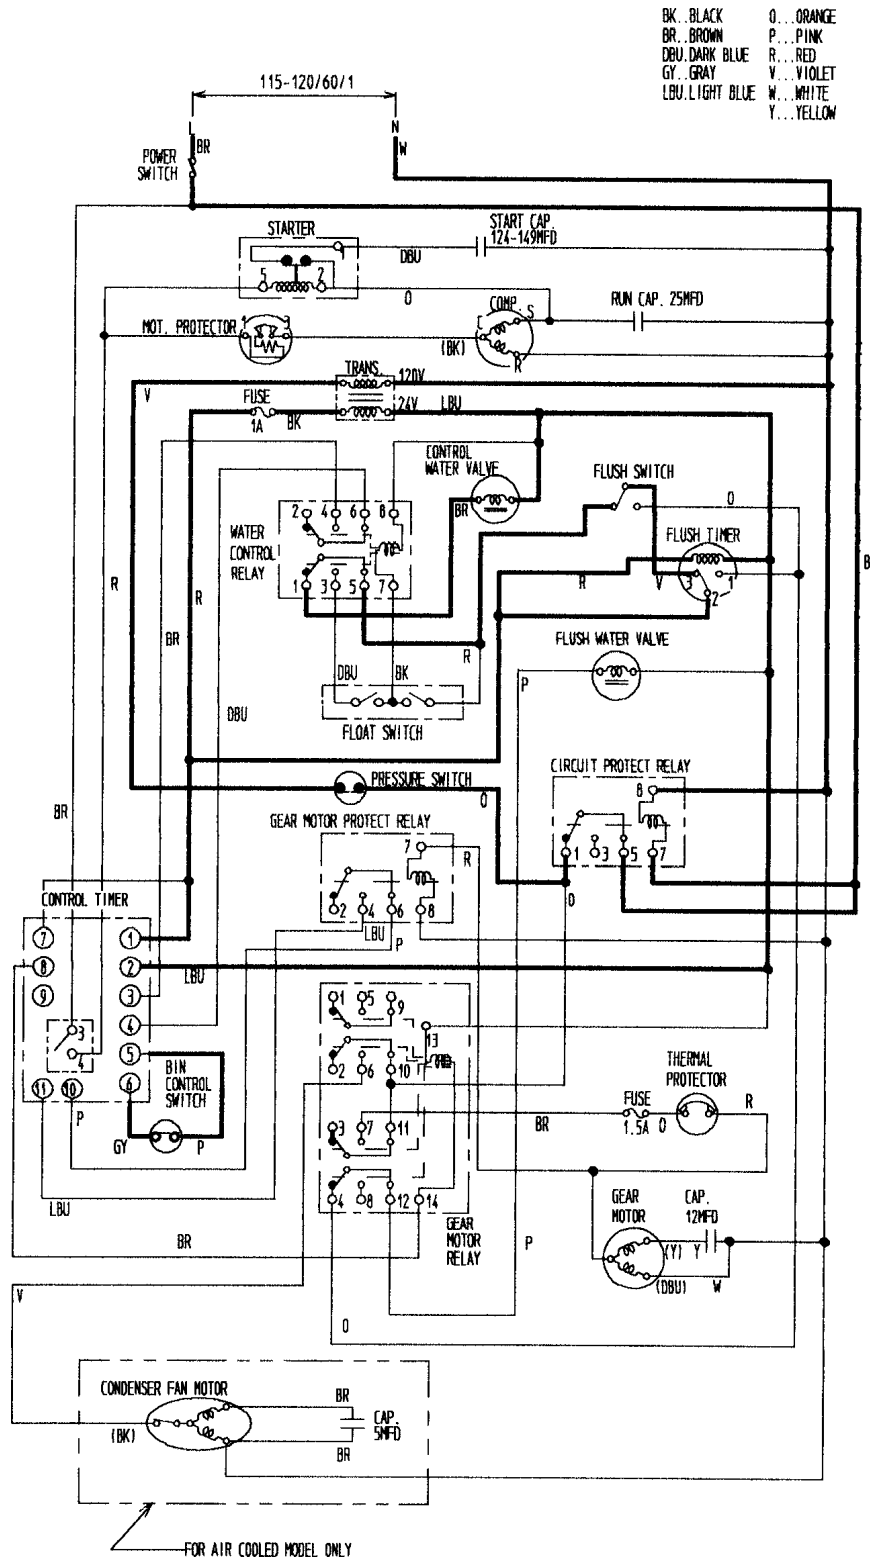 BK..BLACK O...ORANGE
BR..BROWN P...PINK
DBU.DARK BLUE R...RED
GY..GRAY V...VIOLET
LBU.LIGHT BLUE W...WHITE
Y...YELLOW
115-120/60/1
L N
BR W
POWER
SWITCH
STARTER
START CAP.
124-149MFD
DBU
5 2
O
RUN CAP. 25MFD
COMP.
C S
R
MOT. PROTECTOR
1 3
(BK)
TRANS.
120V
V
FUSE
1A
BK
24V
LBU
CONTROL
WATER VALVE
BR
FLUSH SWITCH
O
WATER
CONTROL
RELAY
2 4 6 8
1 3 5 7
FLUSH TIMER
R V 3 1
2
B
R
R
BR
R
DBU BK
FLUSH WATER VALVE
P
DBU
FLOAT SWITCH
PRESSURE SWITCH
O
CIRCUIT PROTECT RELAY
8
1 3 5 7
BR
GEAR MOTOR PROTECT RELAY
7
R
2 4 6 8
O
LBU P
CONTROL TIMER
7 1
8 2
LBU
9 3
3 4
4 5
11 10 6
BIN
CONTROL
SWITCH
P
GY P
LBU
1 5 9
13
2 6 10
3 7 11
4 8 12 14
GEAR
MOTOR
RELAY
BR
THERMAL
PROTECTOR
FUSE
1.5A O
R
GEAR
MOTOR
CAP.
12MFD
(Y) Y
(DBU) W
BR
P
V
O
CONDENSER FAN MOTOR
BR
(BK)
CAP.
5MFD
BR
FOR AIR COOLED MODEL ONLY